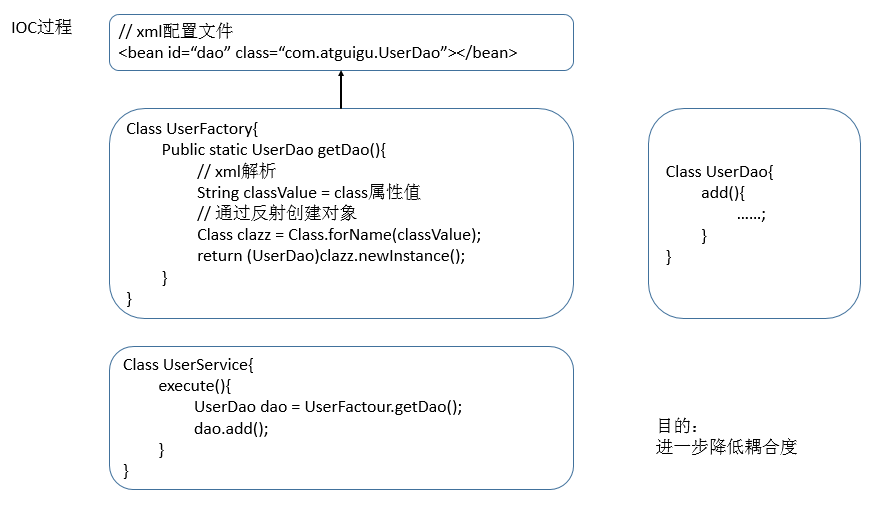 IOC过程
// xml配置文件
<bean id=“dao” class=“com.atguigu.UserDao”></bean>
Class UserFactory{
Public static UserDao getDao(){
// xml解析
String classValue = class属性值
// 通过反射创建对象
Class clazz = Class.forName(classValue);
return (UserDao)clazz.newInstance();
}
}
Class UserDao{
add(){
……;
}
}
Class UserService{
execute(){
UserDao dao = UserFactour.getDao();
dao.add();
}
}
目的：
进一步降低耦合度